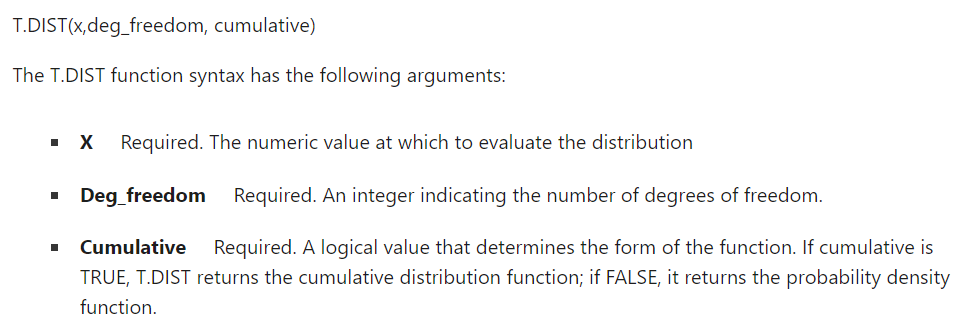 T.DIST(x,deg_freedom, cumulative)
The T.DIST function syntax has the following arguments:
▪ X Required. The numeric value at which to evaluate the distribution
▪ Deg_freedom Required. An integer indicating the number of degrees of freedom.
▪ Cumulative Required. A logical value that determines the form of the function. If cumulative is
TRUE, T.DIST returns the cumulative distribution function; if FALSE, it returns the probability density
function.